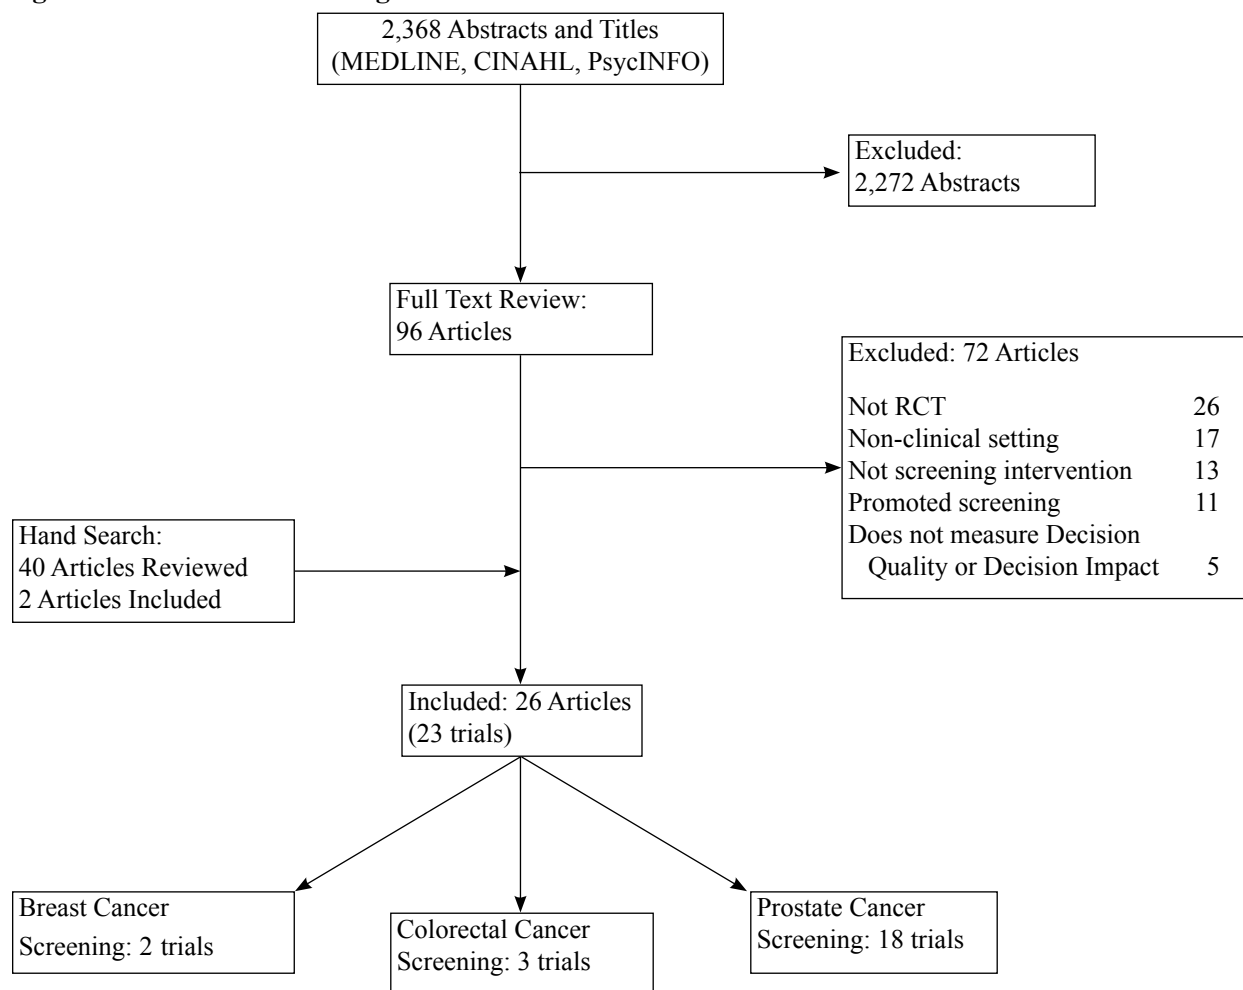 2,368 Abstracts and Titles
(MEDLINE, CINAHL, PsycINFO)
Excluded:
2,272 Abstracts
Full Text Review:
96 Articles
Excluded: 72 Articles
Not RCT 26
Non-clinical setting 17
Not screening intervention 13
Promoted screening 11
Does not measure Decision
Quality or Decision Impact 5
Hand Search:
40 Articles Reviewed
2 Articles Included
Included: 26 Articles
(23 trials)
Breast Cancer
Screening: 2 trials
Colorectal Cancer
Screening: 3 trials
Prostate Cancer
Screening: 18 trials